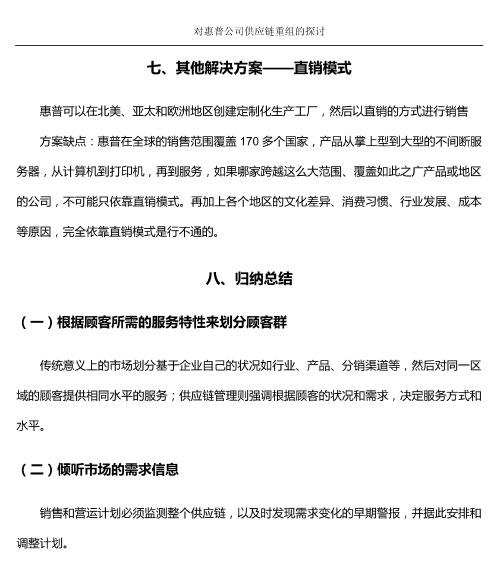 对惠普公司供应链重组的探讨
七、其他解决方案——直销模式
惠普可以在北美、亚太和欧洲地区创建定制化生产工厂，然后以直销的方式进行销售
方案缺点：惠普在全球的销售范围覆盖 170 多个国家，产品从掌上型到大型的不间断服
务器，从计算机到打印机，再到服务，如果哪家跨越这么大范围、覆盖如此之广产品或地区
的公司，不可能只依靠直销模式。再加上各个地区的文化差异、消费习惯、行业发展、成本
等原因，完全依靠直销模式是行不通的。
八、归纳总结
（一）根据顾客所需的服务特性来划分顾客群
传统意义上的市场划分基于企业自己的状况如行业、产品、分销渠道等，然后对同一区
域的顾客提供相同水平的服务；供应链管理则强调根据顾客的状况和需求，决定服务方式和
水平。
（二）倾听市场的需求信息
销售和营运计划必须监测整个供应链，以及时发现需求变化的早期警报，并据此安排和
调整计划。